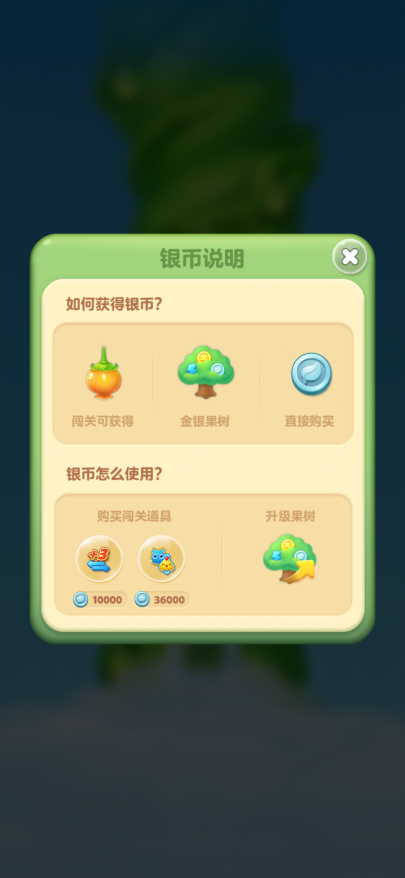 银币说明
如何获得银币？
闯关可获得 金银果树 直接购买
银币怎么使用？
购买闯关道具 升级果树
+3
10000 36000